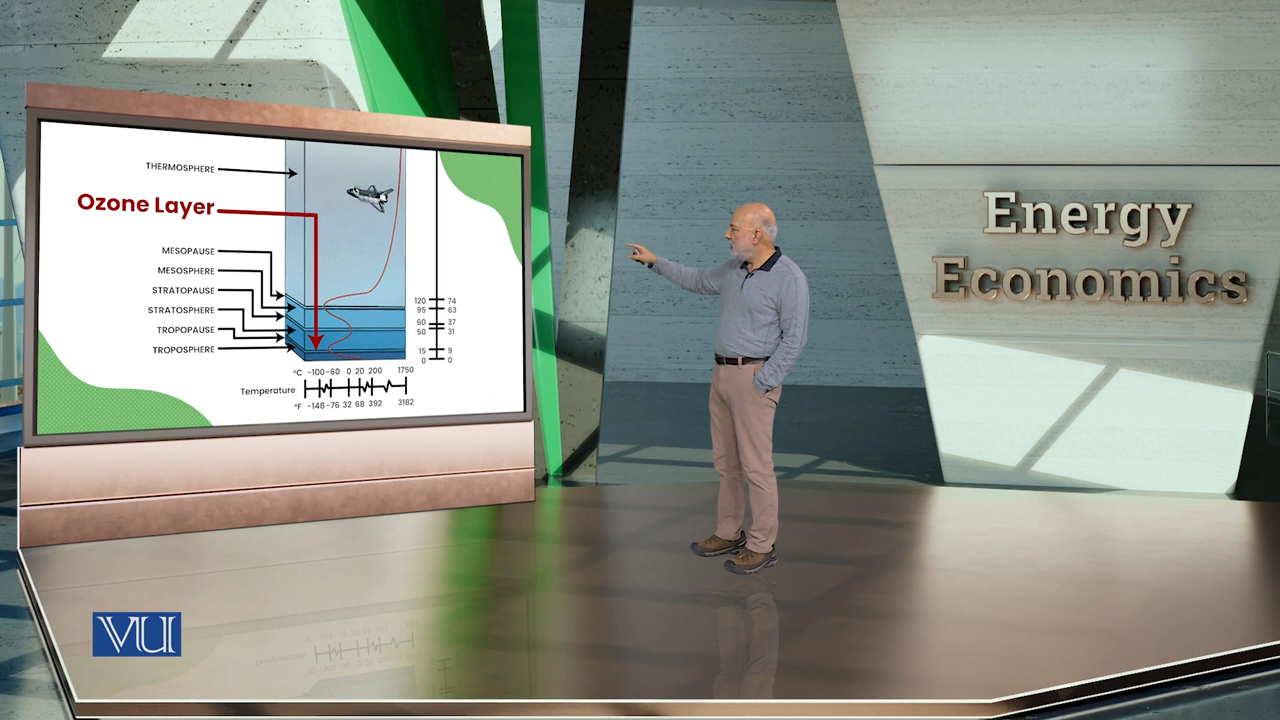 THERMOSPHERE
Ozone Layer
MESOPAUSE
MESOSPHERE
STRATOPAUSE
STRATOSPHERE
TROPOPAUSE
TROPOSPHERE
120 74
95 63
60 37
50 31
15 9
0 0
°C -100 -60 0 20 200 1750
Temperature
°F -148 -76 32 68 392 3182
Energy
Economics
VU